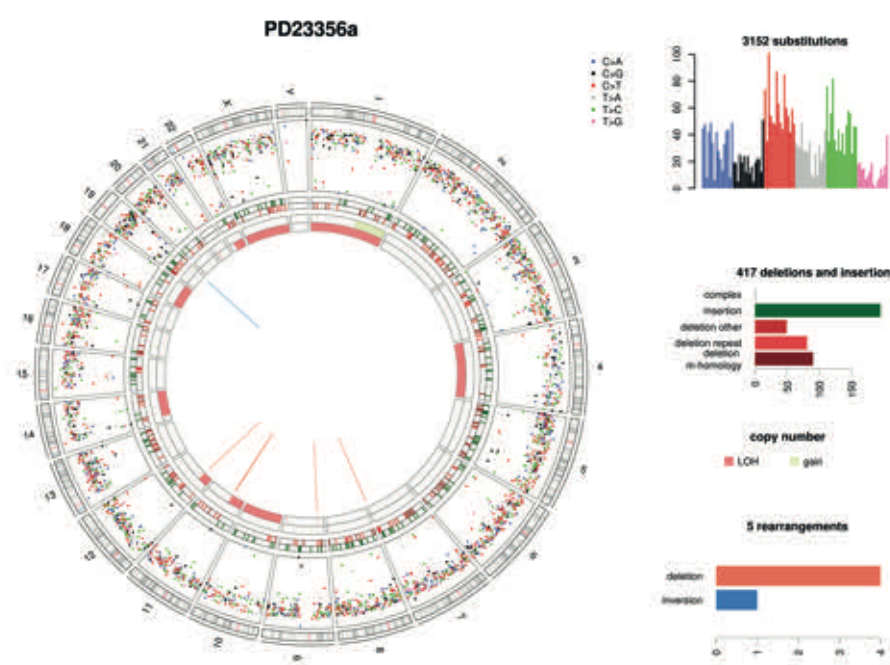 PD23356a
C>A
C>G
C>T
T>A
T>C
T>G
3152 substitutions
100
80
60
40
20
0
X
Y
1
2
3
4
5
6
7
8
9
10
11
12
13
14
15
16
17
18
19
20
21
22
417 deletions and insertion
complex
insertion
deletion other
deletion repeat
deletion
m-homology
0
50
100
150
copy number
LOH
gain
5 rearrangements
deletion
inversion
0
1
2
3
4